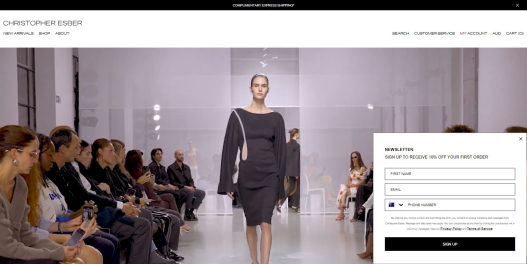 COMPLIMENTARY EXPRESS SHIPPING*
CHRISTOPHER ESBER
NEW ARRIVALS SHOP ABOUT
SEARCH CUSTOMER SERVICE MY ACCOUNT AUD CART (0)
NEWSLETTER
SIGN UP TO RECEIVE 10% OFF YOUR FIRST ORDER
FIRST NAME
EMAIL
PHONE NUMBER
Privacy Policy
Terms of Service
SIGN UP